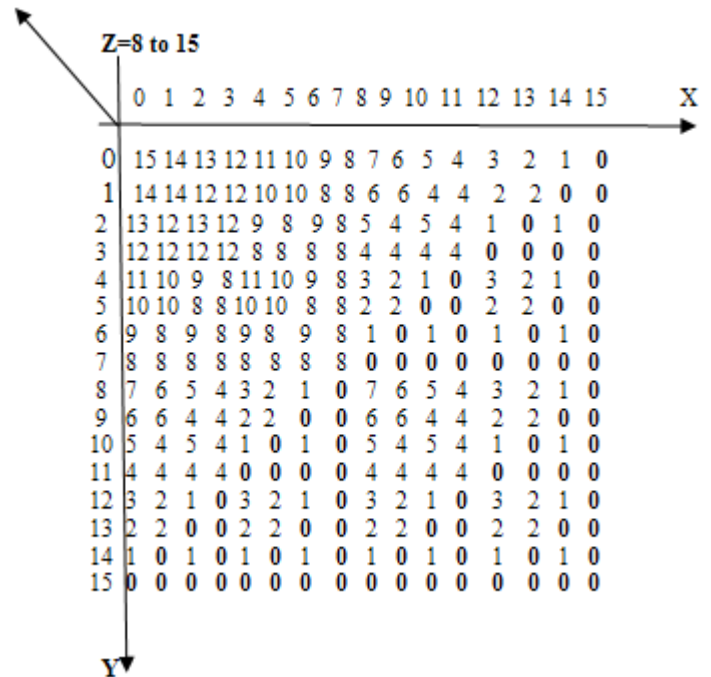 Z=8 to 15
0 1 2 3 4 5 6 7 8 9 10 11 12 13 14 15 X
0 15 14 13 12 11 10 9 8 7 6 5 4 3 2 1 0
1 14 14 12 12 10 10 8 8 6 6 4 4 2 2 0 0
2 13 12 13 12 9 8 9 8 5 4 5 4 1 0 1 0
3 12 12 12 12 8 8 8 8 4 4 4 4 0 0 0 0
4 11 10 9 8 11 10 9 8 3 2 1 0 3 2 1 0
5 10 10 8 8 10 10 8 8 2 2 0 0 2 2 0 0
6 9 8 9 8 9 8 9 8 1 0 1 0 1 0 1 0
7 8 8 8 8 8 8 8 8 0 0 0 0 0 0 0 0
8 7 6 5 4 3 2 1 0 7 6 5 4 3 2 1 0
9 6 6 4 4 2 2 0 0 6 6 4 4 2 2 0 0
10 5 4 5 4 1 0 1 0 5 4 5 4 1 0 1 0
11 4 4 4 4 0 0 0 0 4 4 4 4 0 0 0 0
12 3 2 1 0 3 2 1 0 3 2 1 0 3 2 1 0
13 2 2 0 0 2 2 0 0 2 2 0 0 2 2 0 0
14 1 0 1 0 1 0 1 0 1 0 1 0 1 0 1 0
15 0 0 0 0 0 0 0 0 0 0 0 0 0 0 0 0
Y